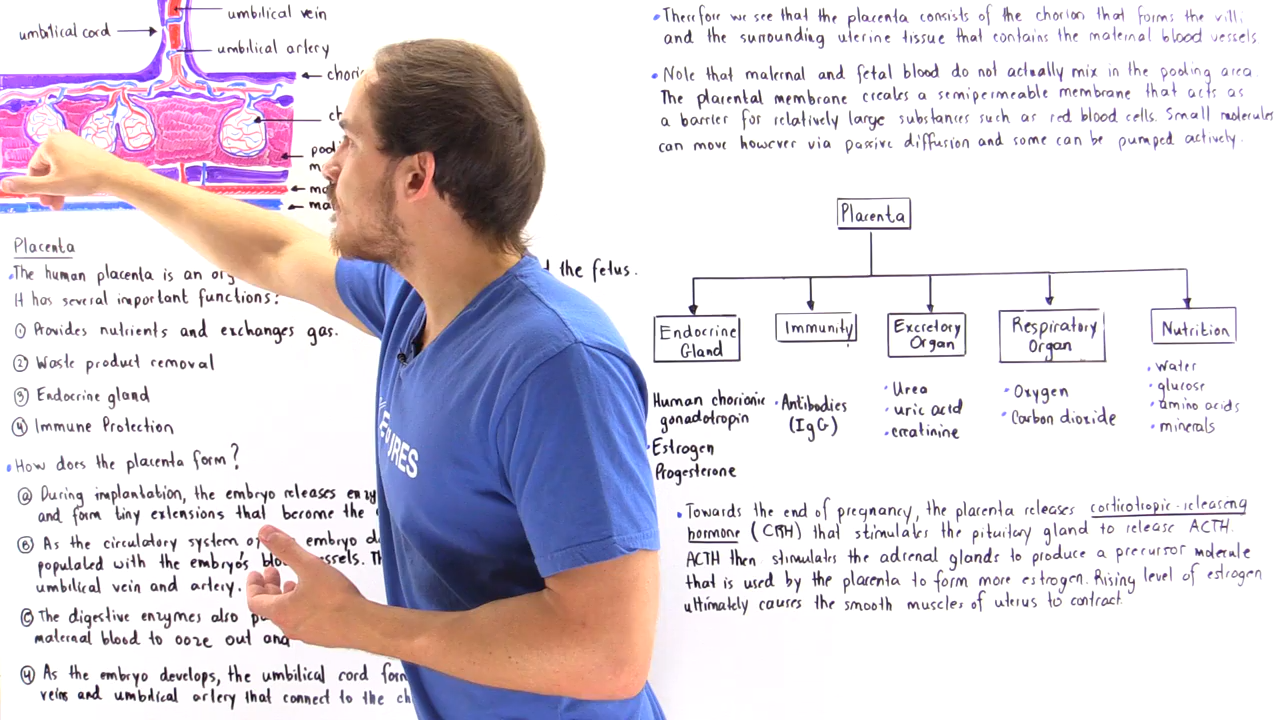 umbilical vein
umbilical cord
umbilical artery
Placenta
The human placenta is an the fetus.
It has several important functions:
① Provides nutrients and exchanges gas.
② Waste product removal
③ Endocrine gland
④ Immune Protection
• How does the placenta form?
ⓐ During implantation, the embryo releases
and form tiny extensions that become the
ⓑ As the circulatory system embryo
populated with the embryo's
umbilical vein and artery.
ⓒ The digestive enzymes also
maternal blood to ooze out and
④ As the embryo develops, the umbilical cord
veins and umbilical artery that connect to the
• Therefore we see that the placenta consists of the chorion that forms the villi
and the surrounding uterine tissue that contains the maternal blood vessels
• Note that maternal and fetal blood do not actually mix in the pooling area.
The placental membrane creates a semipermeable membrane that acts as
a barrier for relatively large substances such as red blood cells. Small molecules
can move however via passive diffusion and some can be pumped actively.
Placenta
Endocrine
Gland
Immunity
Excretory
Organ
Respiratory
Organ
Nutrition
Human chorionic
gonadotropin
• Estrogen
Progesterone
• Antibodies
(IgG)
• Urea
• uric acid
• creatinine
• Oxygen
• Carbon dioxide
• water
• glucose
• amino acids
• minerals
• Towards the end of pregnancy, the placenta releases corticotropic-releasing
hormone (CRH) that stimulates the pituitary gland to release ACTH.
ACTH then stimulates the adrenal glands to produce a precursor molecule
that is used by the placenta to form more estrogen. Rising level of estrogen
ultimately causes the smooth muscles of uterus to contract.